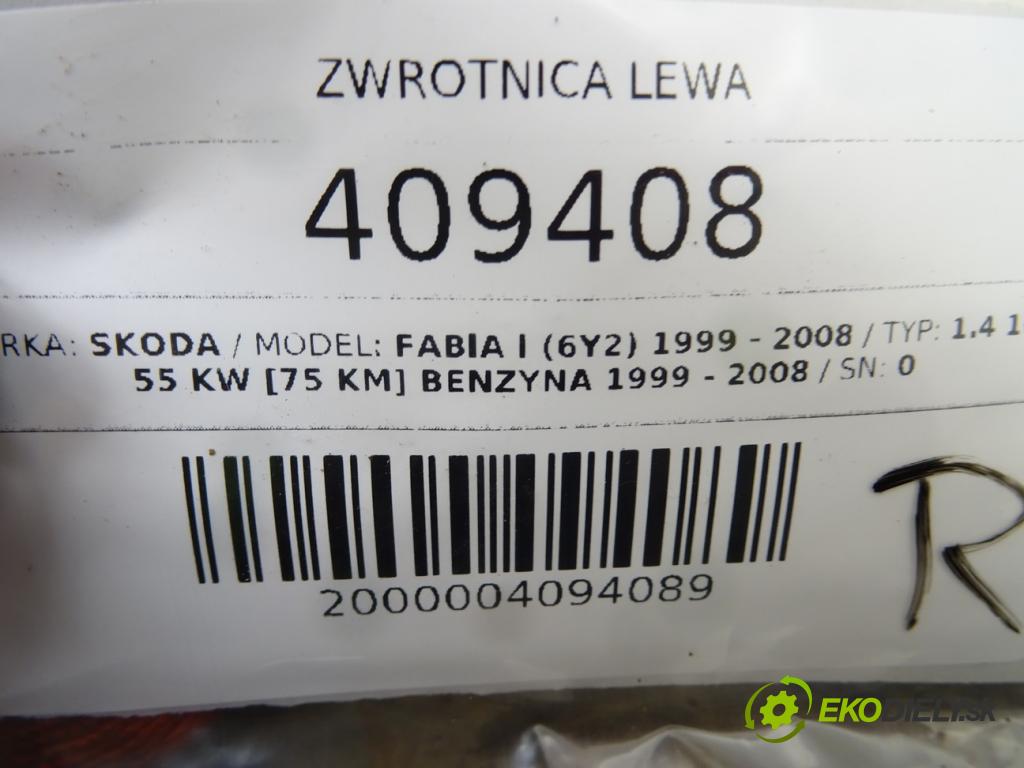 ZWROTNICA LEWA
409408
RKA: SKODA / MODEL: FABIA I (6Y2) 1999 - 2008 / TYP: 1.4 1
55 KW [75 KM] BENZYNA 1999 - 2008 / SN: 0
2000004094089
R
EKODIELY.SK